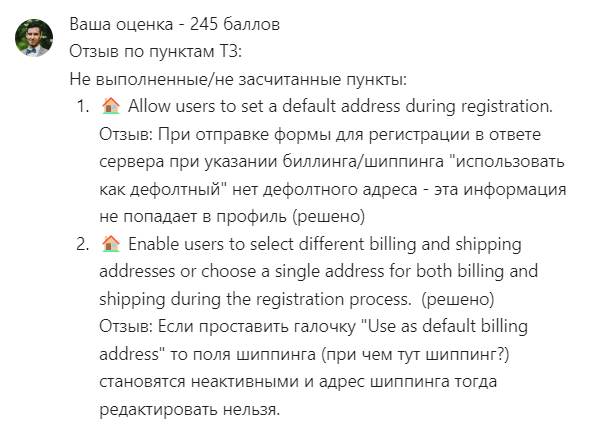 Ваша оценка - 245 баллов
Отзыв по пунктам ТЗ:
Не выполненные/не засчитанные пункты:
1. 🏠 Allow users to set a default address during registration.
Отзыв: При отправке формы для регистрации в ответе
сервера при указании биллинга/шиппинга "использовать
как дефолтный" нет дефолтного адреса - эта информация
не попадает в профиль (решено)
2. 🏠 Enable users to select different billing and shipping
addresses or choose a single address for both billing and
shipping during the registration process.  (решено)
Отзыв: Если проставить галочку "Use as default billing
address" то поля шиппинга (при чем тут шиппинг?)
становятся неактивными и адрес шиппинга тогда
редактировать нельзя.